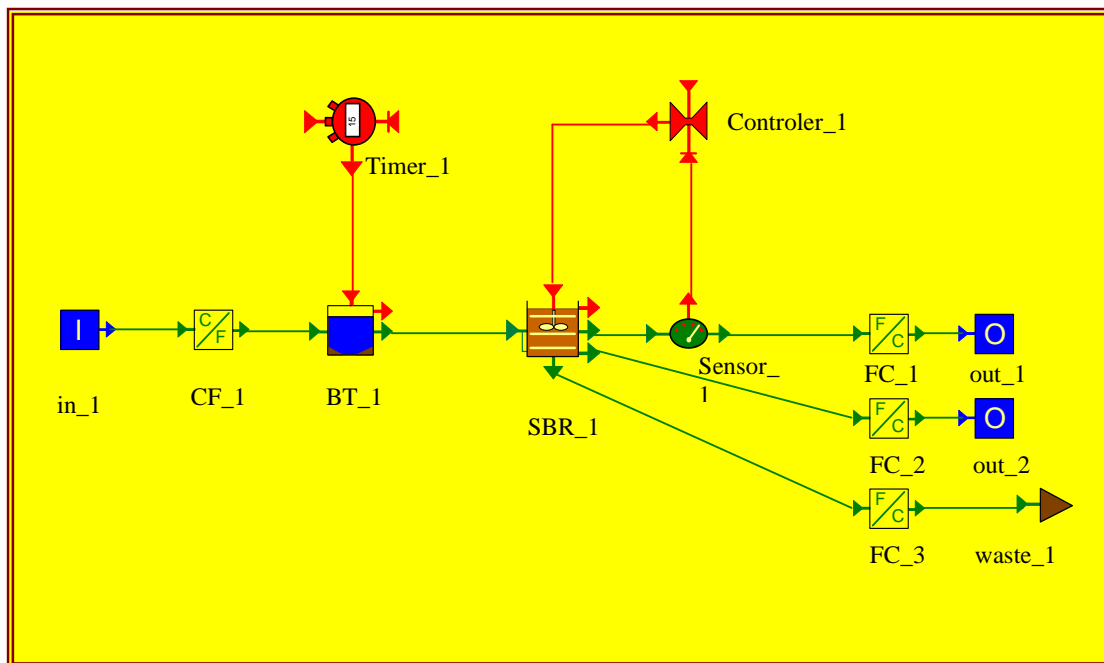 15
Timer_1
Controler_1
I
C/F
in_1
CF_1
BT_1
SBR_1
Sensor_
1
F/C
FC_1
O
out_1
F/C
FC_2
O
out_2
F/C
FC_3
waste_1